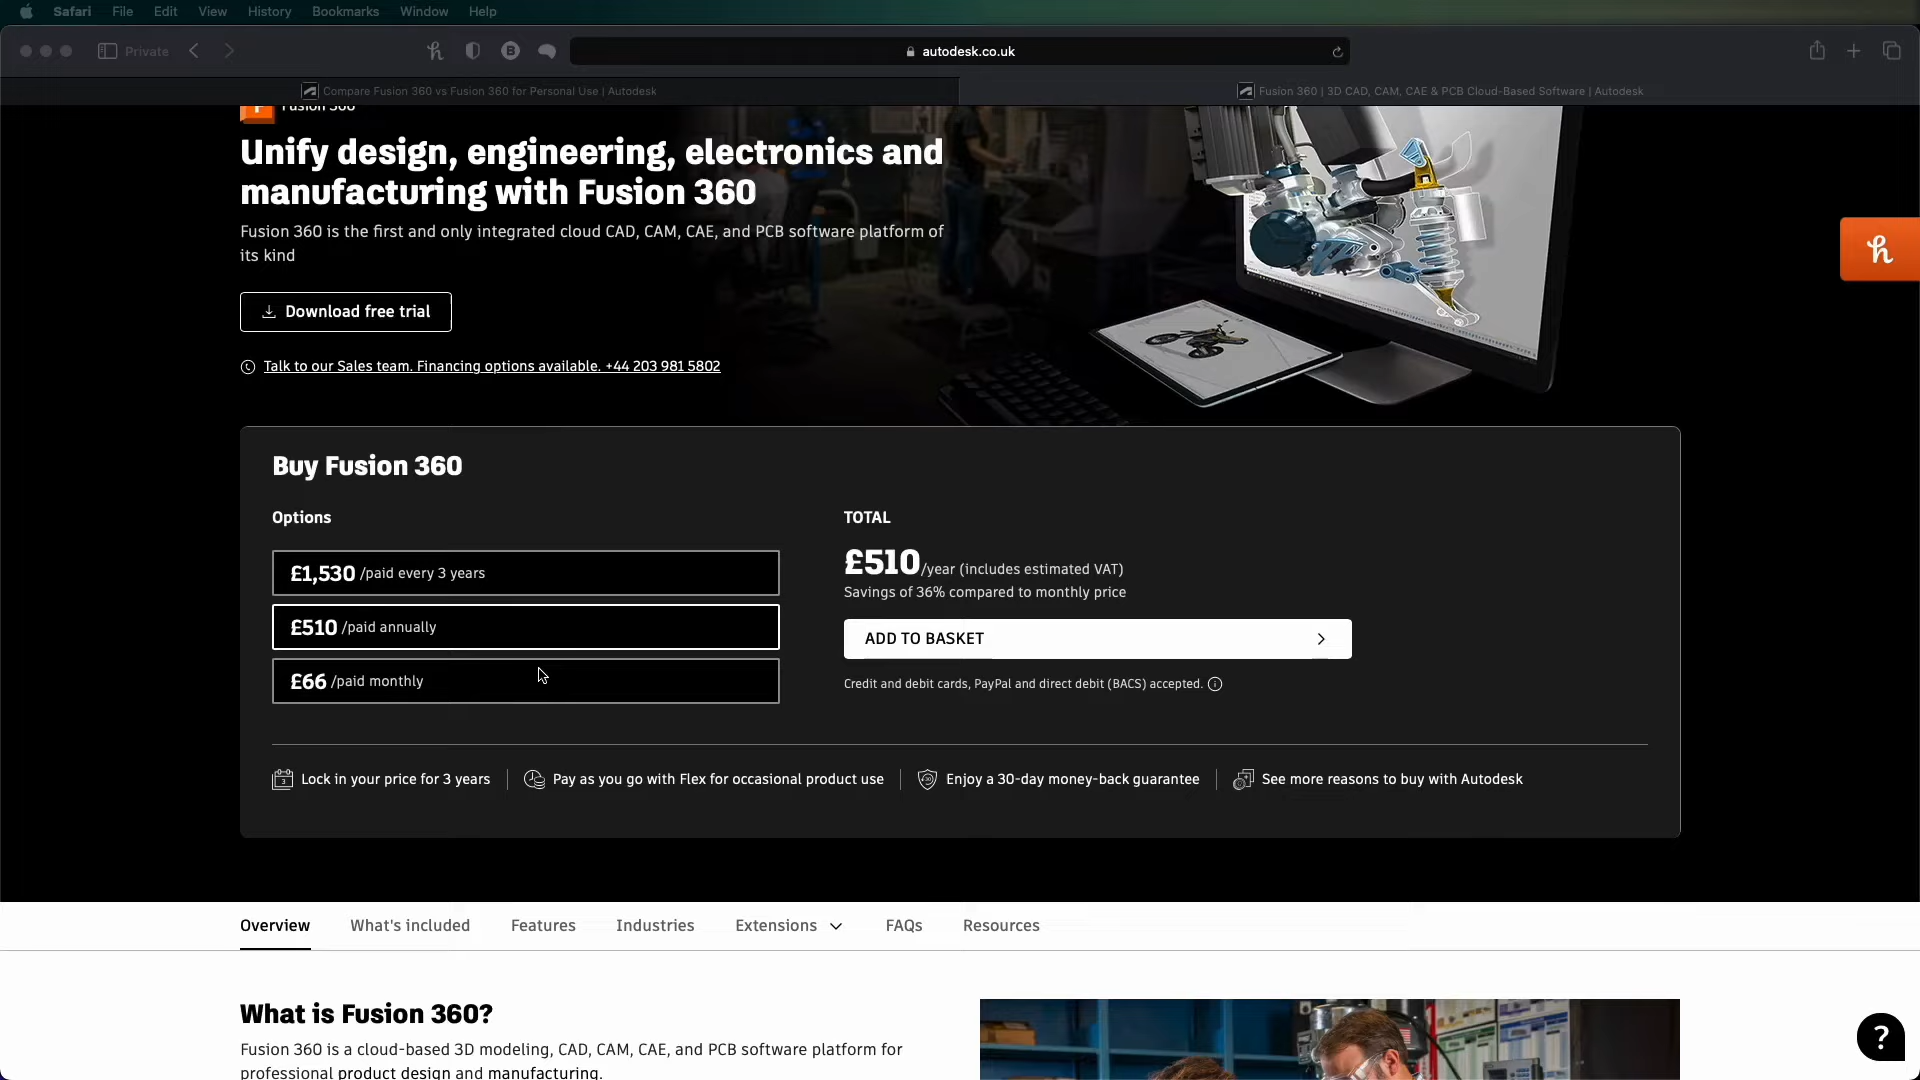 Safari File Edit View History Bookmarks Window Help
Private
autodesk.co.uk
Compare Fusion 360 vs Fusion 360 for Personal Use | Autodesk
Fusion 360 | 3D CAD, CAM, CAE & PCB Cloud-Based Software | Autodesk
Fusion 360
Unify design, engineering, electronics and
manufacturing with Fusion 360
Fusion 360 is the first and only integrated cloud CAD, CAM, CAE, and PCB software platform of
its kind
Download free trial
Talk to our Sales team. Financing options available. +44 203 981 5802
Buy Fusion 360
Options
£1,530 /paid every 3 years
£510 /paid annually
£66 /paid monthly
TOTAL
£510/year (includes estimated VAT)
Savings of 36% compared to monthly price
ADD TO BASKET
Credit and debit cards, PayPal and direct debit (BACS) accepted.
Lock in your price for 3 years
Pay as you go with Flex for occasional product use
Enjoy a 30-day money-back guarantee
See more reasons to buy with Autodesk
Overview What's included Features Industries Extensions FAQs Resources
What is Fusion 360?
Fusion 360 is a cloud-based 3D modeling, CAD, CAM, CAE, and PCB software platform for
professional product design and manufacturing.
?